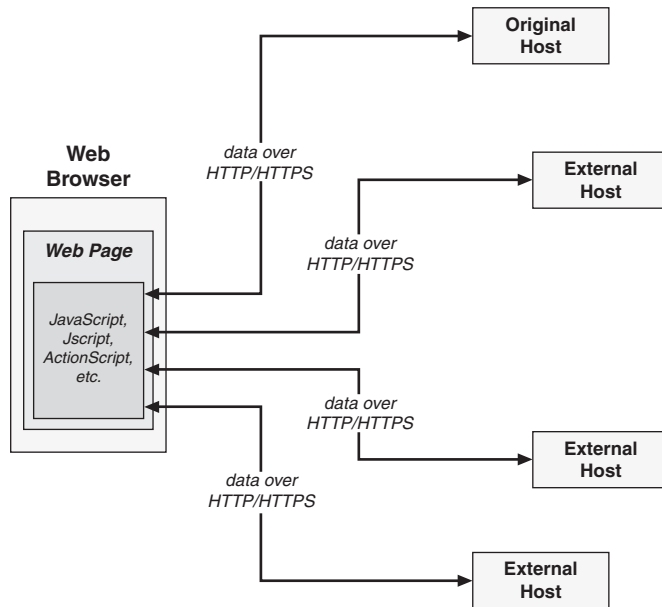 Original
Host
data over
HTTP/HTTPS
Web
Browser
External
Host
data over
HTTP/HTTPS
Web Page
JavaScript,
Jscript,
ActionScript,
etc.
data over
HTTP/HTTPS
External
Host
data over
HTTP/HTTPS
External
Host